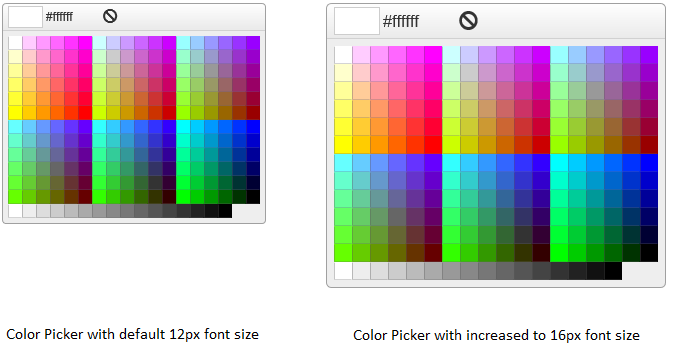 #ffffff
#ffffff
Color Picker with default 12px font size
Color Picker with increased to 16px font size